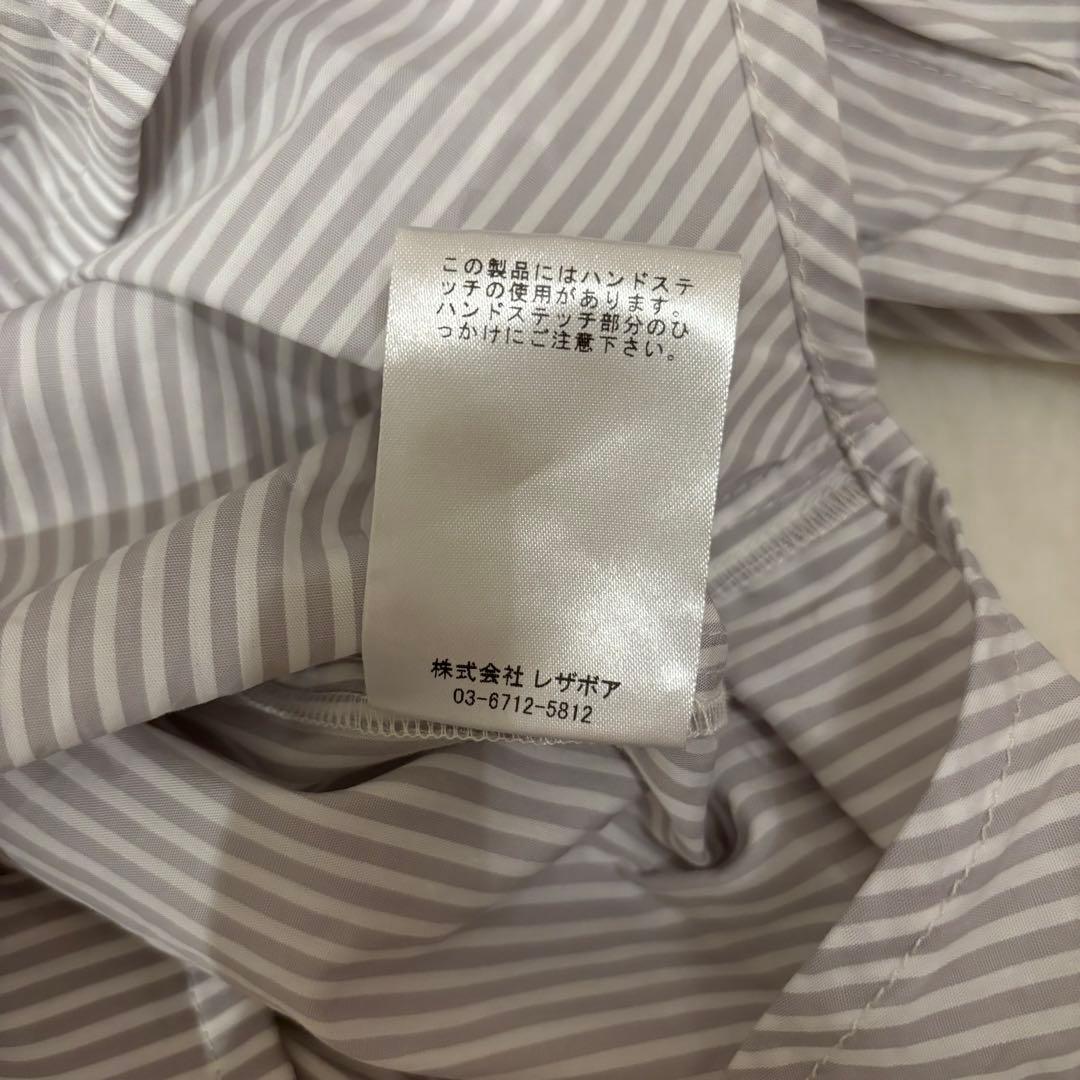 この製品にはハンドステ
ッチの使用があります。
ハンドステッチ部分のひ
っかけにご注意下さい。
株式会社 レザボア
03-6712-5812